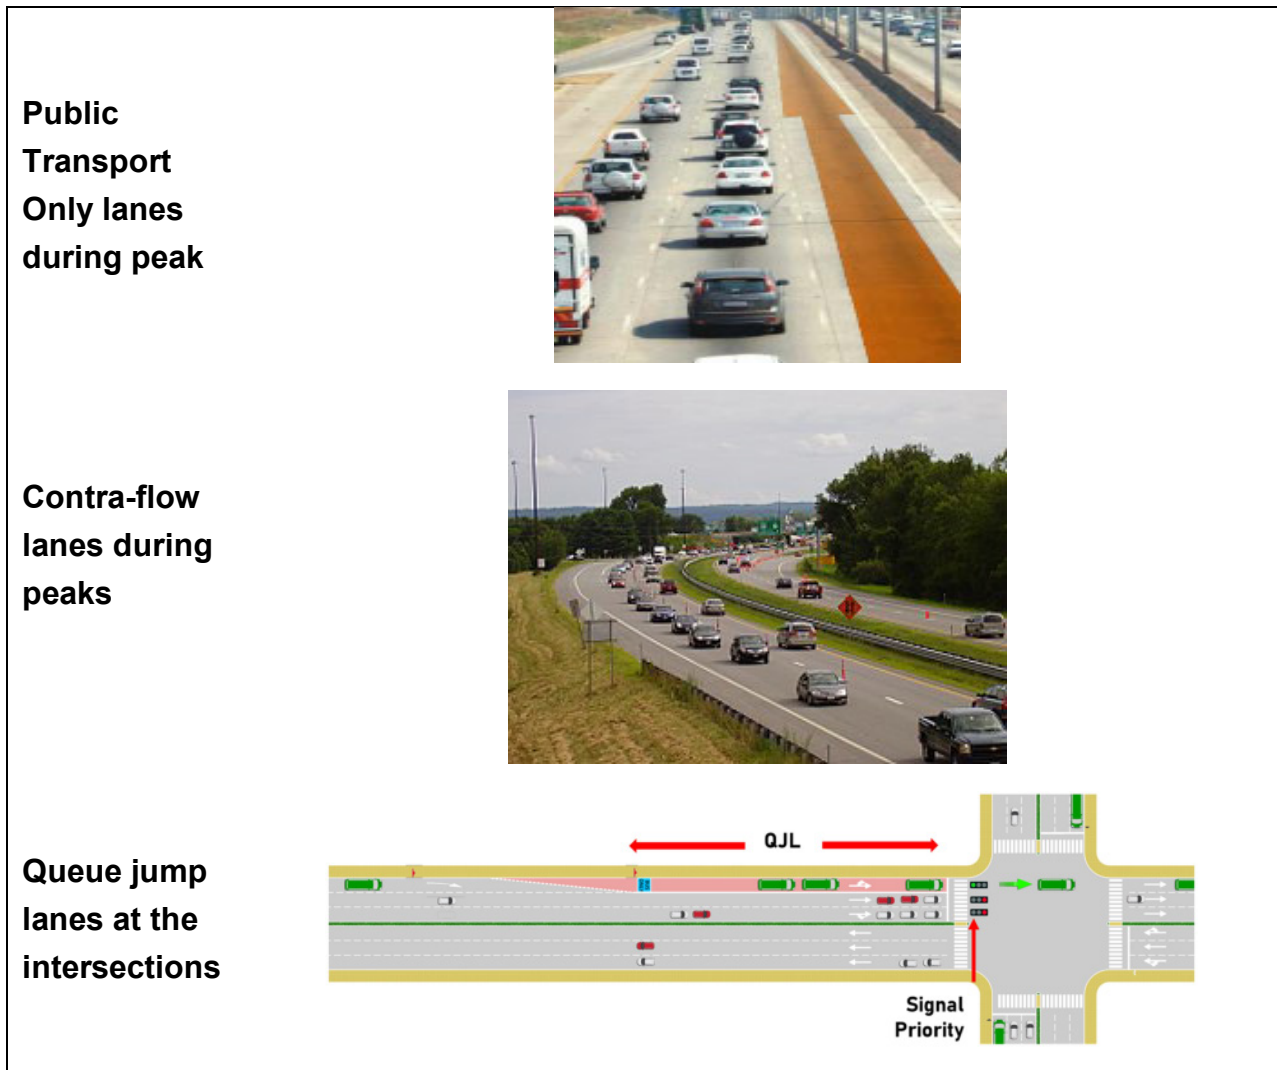 Public
Transport
Only lanes
during peak
Contra-flow
lanes during
peaks
Queue jump
lanes at the
intersections
QJL
Signal
Priority